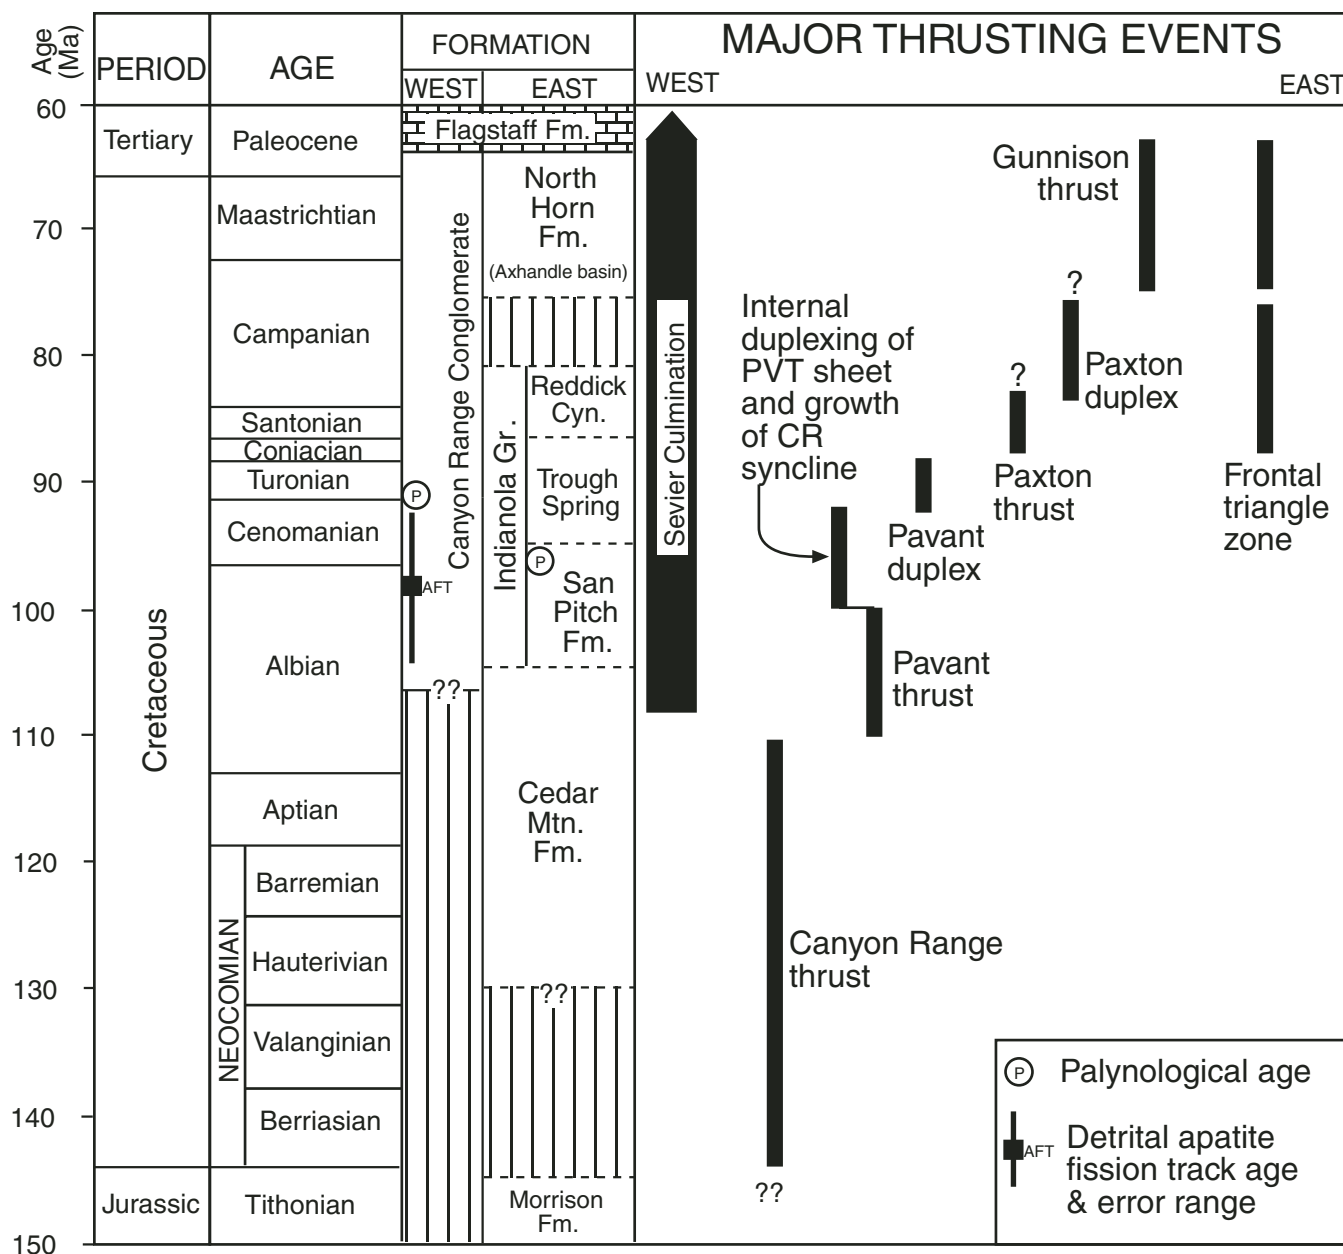 Age
(Ma)
PERIOD
AGE
FORMATION
WEST
EAST
MAJOR THRUSTING EVENTS
WEST
EAST
60
70
80
90
100
110
120
130
140
150
Tertiary
Cretaceous
Jurassic
Paleocene
Maastrichtian
Campanian
Santonian
Coniacian
Turonian
Cenomanian
Albian
Aptian
NEOCOMIAN
Barremian
Hauterivian
Valanginian
Berriasian
Tithonian
Flagstaff Fm.
Canyon Range Conglomerate
P
AFT
??
North
Horn
Fm.
(Axhandle basin)
Indianola Gr.
Reddick
Cyn.
Trough
Spring
P
San
Pitch
Fm.
Cedar
Mtn.
Fm.
??
Morrison
Fm.
Sevier Culmination
Internal
duplexing of
PVT sheet
and growth
of CR
syncline
Canyon Range
thrust
??
Pavant
thrust
Pavant
duplex
?
Paxton
thrust
?
Paxton
duplex
Gunnison
thrust
Frontal
triangle
zone
P
Palynological age
AFT
Detrital apatite
fission track age
& error range